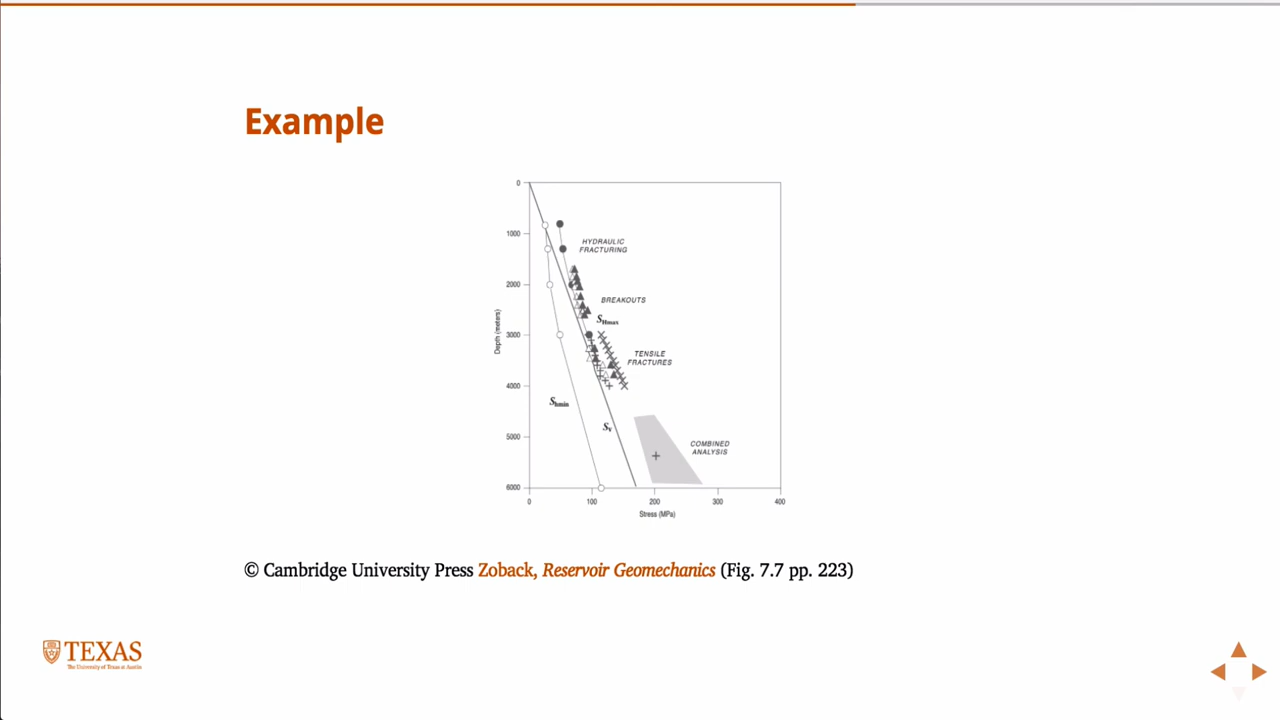 Example
0
1000
2000
3000
4000
5000
6000
Depth (meters)
HYDRAULIC
FRACTURING
BREAKOUTS
SHmax
TENSILE
FRACTURES
Shmin
Sv
COMBINED
ANALYSIS
0 100 200 300 400
Stress (MPa)
© Cambridge University Press Zoback, Reservoir Geomechanics (Fig. 7.7 pp. 223)
TEXAS
The University of Texas at Austin